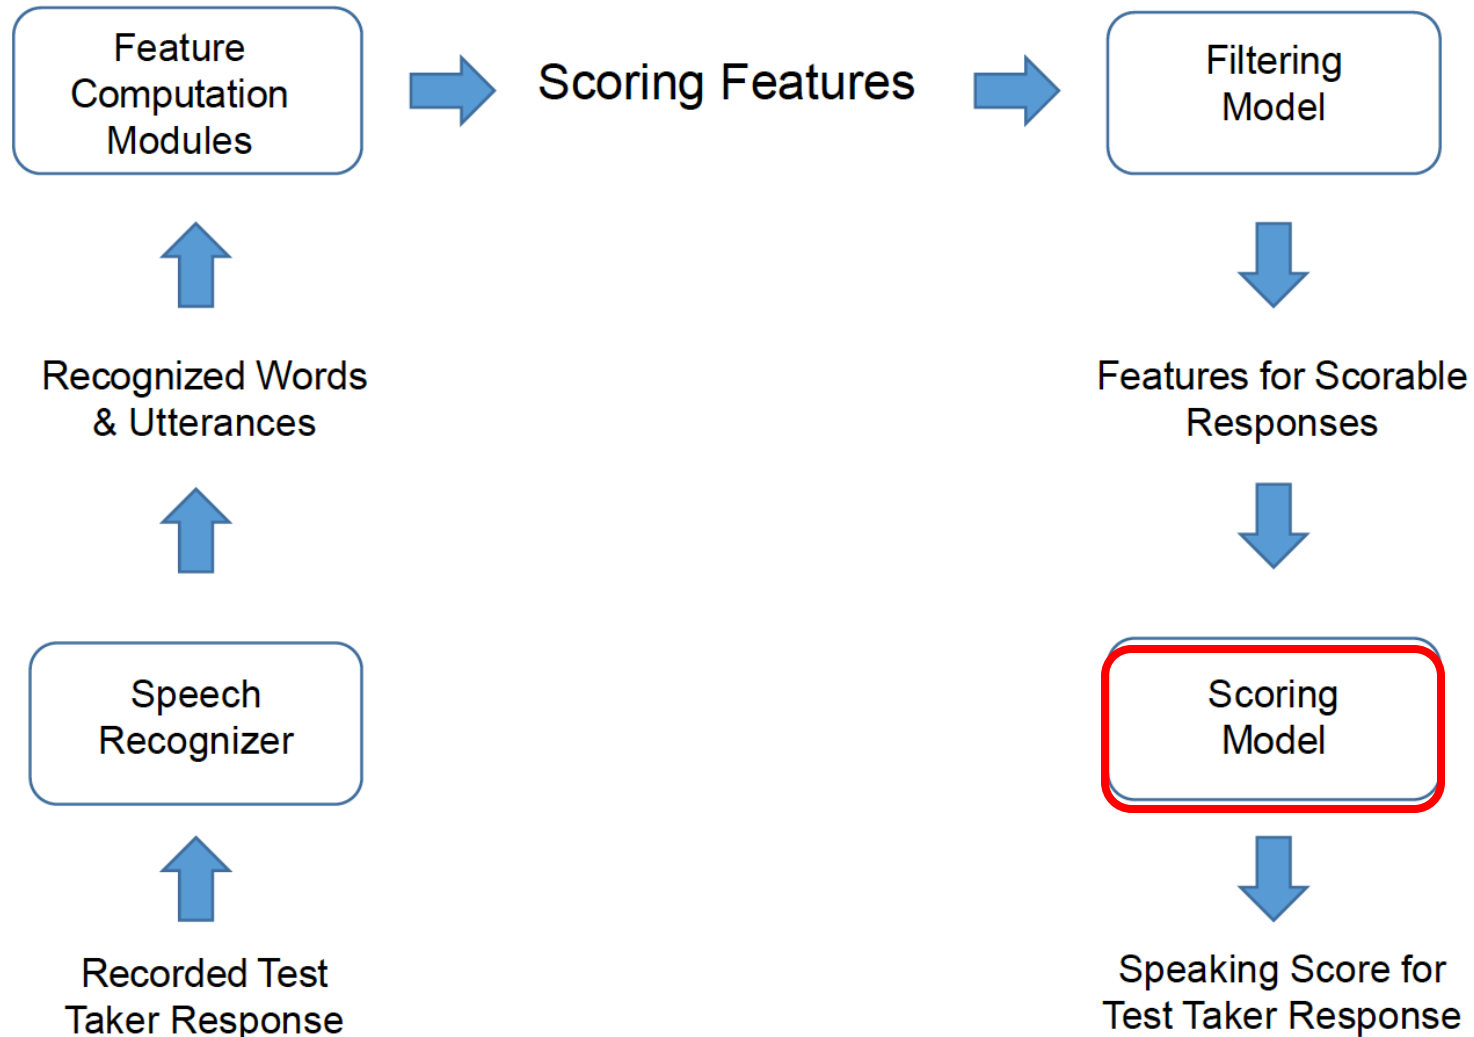 Feature
Computation
Modules
Scoring Features
Filtering
Model
Recognized Words
& Utterances
Features for Scorable
Responses
Speech
Recognizer
Scoring
Model
Recorded Test
Taker Response
Speaking Score for
Test Taker Response